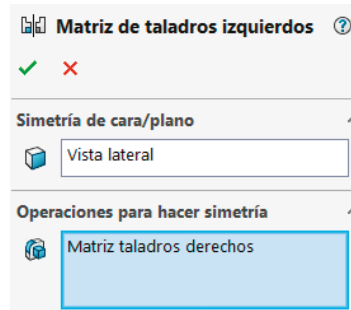 Matriz de taladros izquierdos
Simetría de cara/plano
Vista lateral
Operaciones para hacer simetría
Matriz taladros derechos